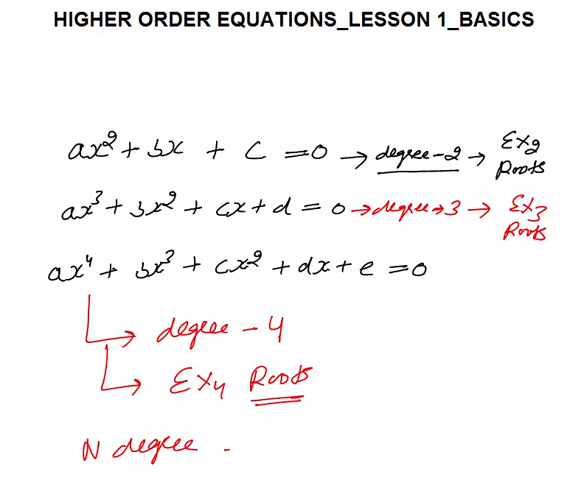 HIGHER ORDER EQUATIONS_LESSON 1_BASICS
ax² + bx + c = 0 → degree-2 → Ex2 Roots
ax³ + bx² + cx + d = 0 → degree → 3 → Ex3 Roots
ax⁴ + bx³ + cx² + dx + e = 0
→ degree - 4
→ Ex4 Roots
N degree -